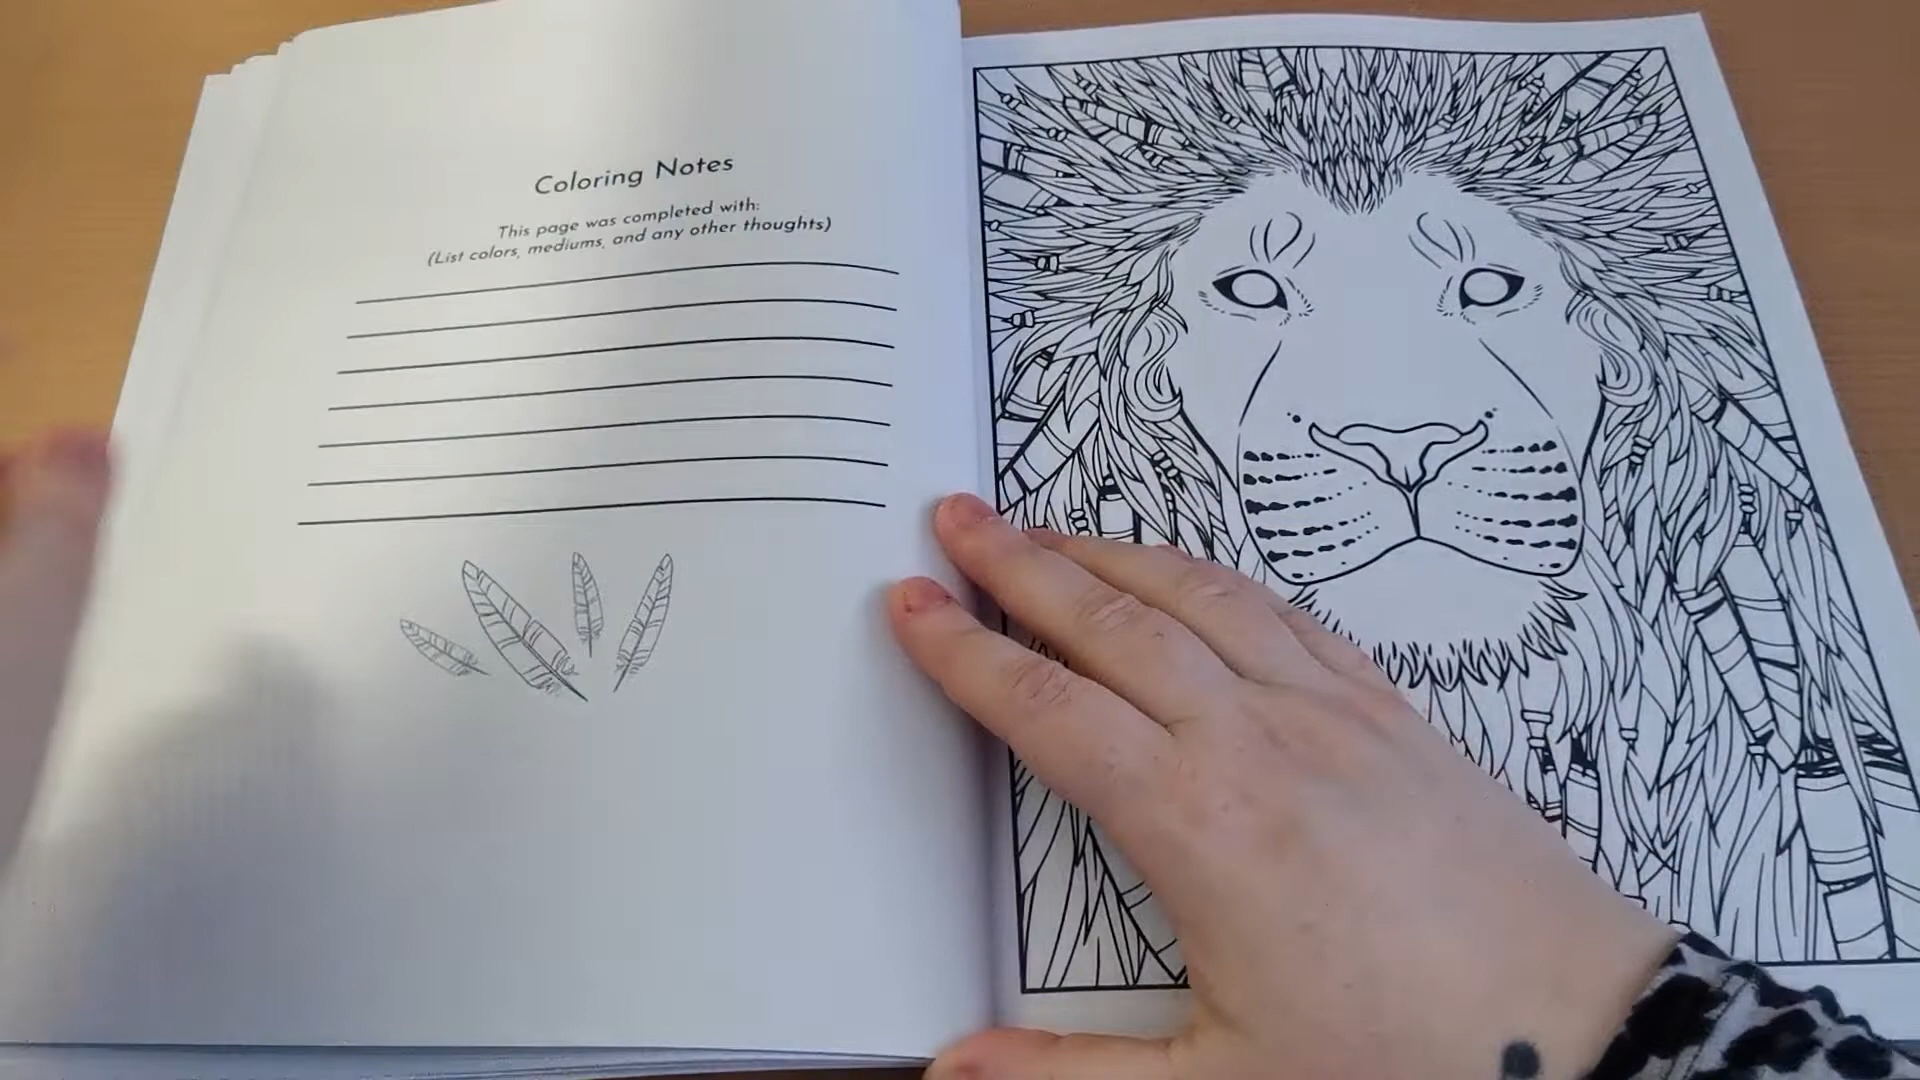 Coloring Notes
This page was completed with:
(List colors, mediums, and any other thoughts)